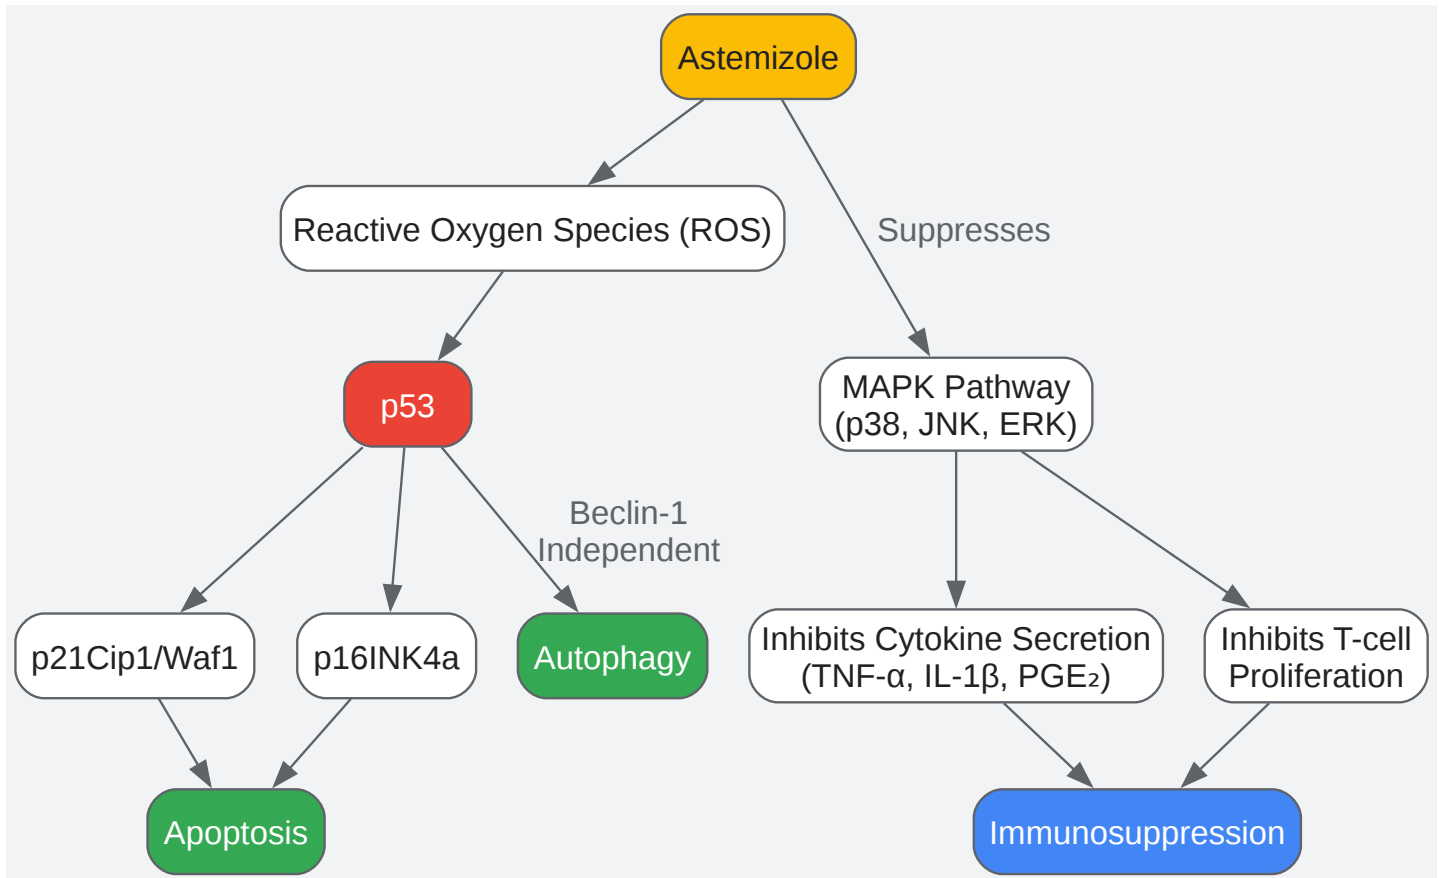 Astemizole
Reactive Oxygen Species (ROS)
Suppresses
p53
MAPK Pathway
(p38, JNK, ERK)
Beclin-1
Independent
p21Cip1/Waf1
p16INK4a
Autophagy
Inhibits Cytokine Secretion
(TNF-α, IL-1β, PGE₂)
Inhibits T-cell
Proliferation
Apoptosis
Immunosuppression